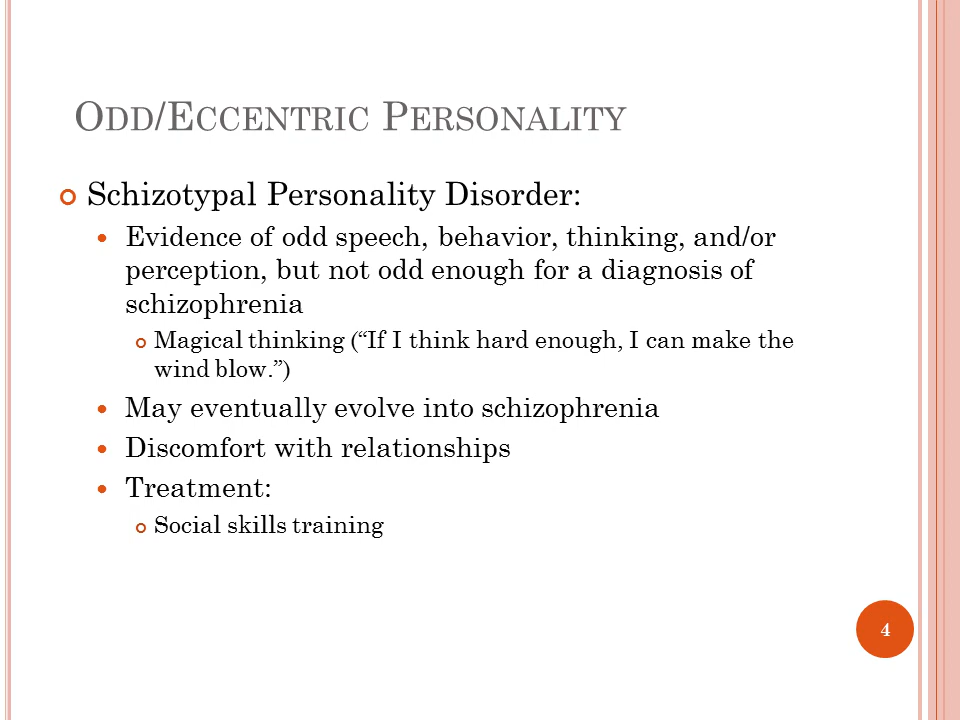 Odd/Eccentric Personality
Schizotypal Personality Disorder:
Evidence of odd speech, behavior, thinking, and/or
perception, but not odd enough for a diagnosis of
schizophrenia
Magical thinking (“If I think hard enough, I can make the
wind blow.”)
May eventually evolve into schizophrenia
Discomfort with relationships
Treatment:
Social skills training
4